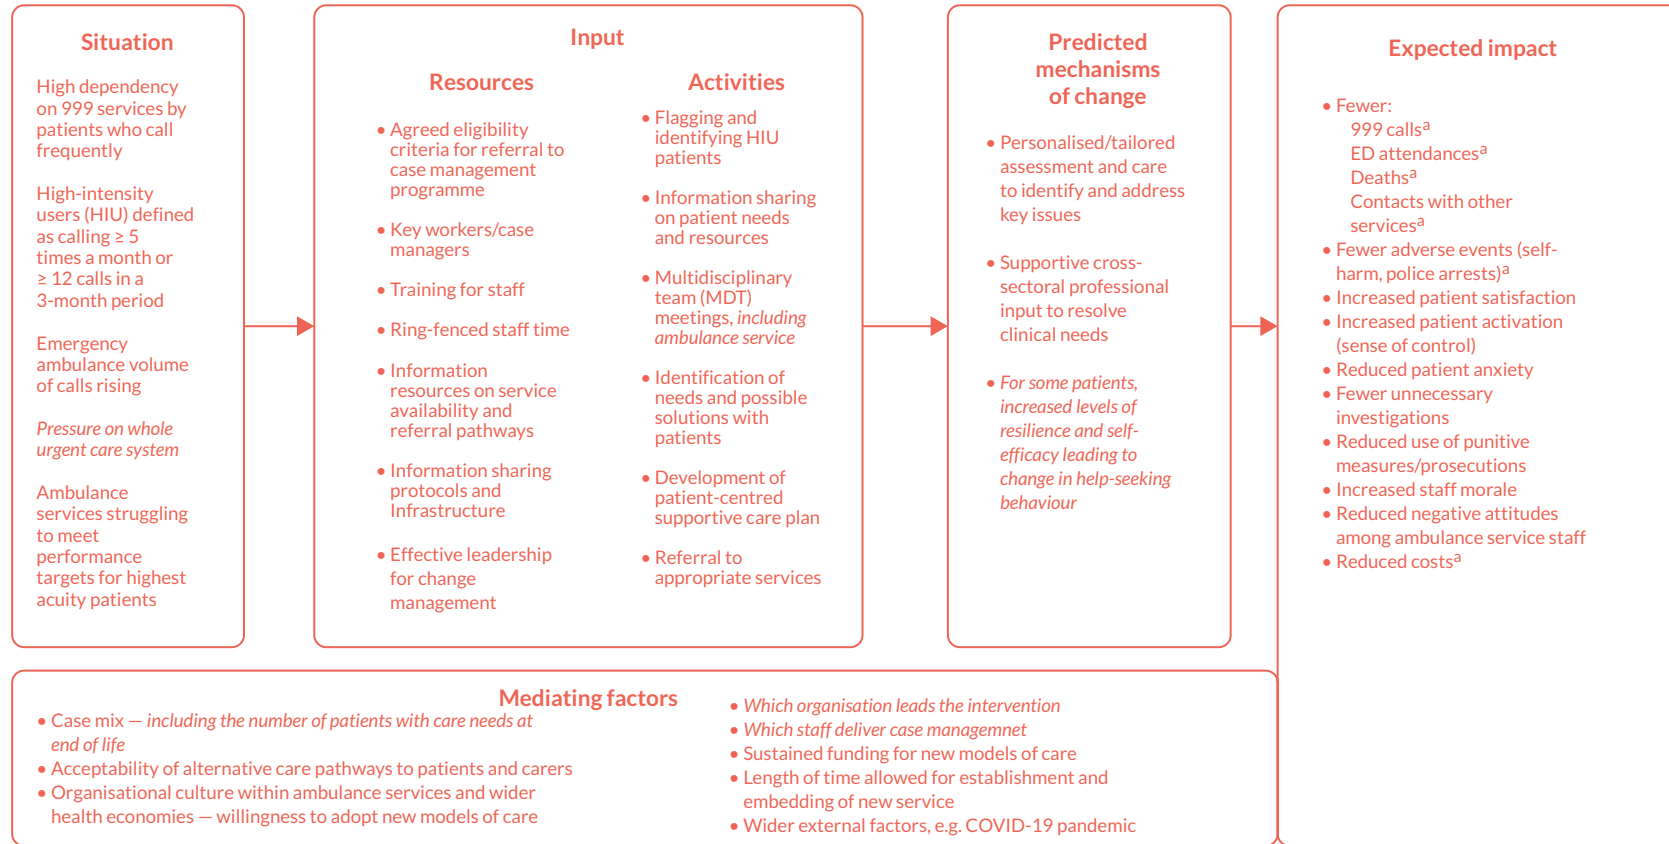 Situation
High dependency
on 999 services by
patients who call
frequently
High-intensity
users (HIU) defined
as calling ≥ 5
times a month or
≥ 12 calls in a
3-month period
Emergency
ambulance volume
of calls rising
Pressure on whole
urgent care system
Ambulance
services struggling
to meet
performance
targets for highest
acuity patients
Input
Resources
• Agreed eligibility
criteria for referral to
case management
programme
• Key workers/case
managers
• Training for staff
• Ring-fenced staff time
• Information
resources on service
availability and
referral pathways
• Information sharing
protocols and
Infrastructure
• Effective leadership
for change
management
Activities
• Flagging and
identifying HIU
patients
• Information sharing
on patient needs
and resources
• Multidisciplinary
team (MDT)
meetings, including
ambulance service
• Identification of
needs and possible
solutions with
patients
• Development of
patient-centred
supportive care plan
• Referral to
appropriate services
Predicted
mechanisms
of change
• Personalised/tailored
assessment and care
to identify and address
key issues
• Supportive cross-
sectoral professional
input to resolve
clinical needs
• For some patients,
increased levels of
resilience and self-
efficacy leading to
change in help-seeking
behaviour
Expected impact
• Fewer:
999 callsᵃ
ED attendancesᵃ
Deathsᵃ
Contacts with other
servicesᵃ
• Fewer adverse events (self-
harm, police arrests)ᵃ
• Increased patient satisfaction
• Increased patient activation
(sense of control)
• Reduced patient anxiety
• Fewer unnecessary
investigations
• Reduced use of punitive
measures/prosecutions
• Increased staff morale
• Reduced negative attitudes
among ambulance service staff
• Reduced costsᵃ
Mediating factors
• Case mix — including the number of patients with care needs at
end of life
• Acceptability of alternative care pathways to patients and carers
• Organisational culture within ambulance services and wider
health economies — willingness to adopt new models of care
• Which organisation leads the intervention
• Which staff deliver case managemnet
• Sustained funding for new models of care
• Length of time allowed for establishment and
embedding of new service
• Wider external factors, e.g. COVID-19 pandemic